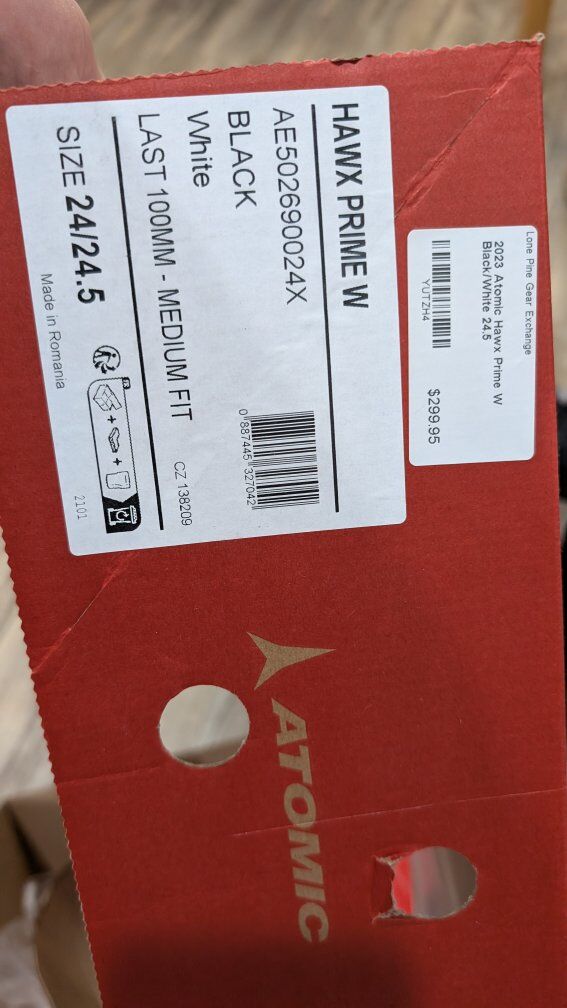 Lone Pine Gear Exchange
2023 Atomic Hawx Prime W
Black/White 24.5
YUTZH4
$299.95
HAWX PRIME W
AE502690024X
BLACK
White
0 887445 327042
LAST 100MM - MEDIUM FIT
CZ 138209
SIZE 24/24.5
Made in Romania
2101
ATOMIC